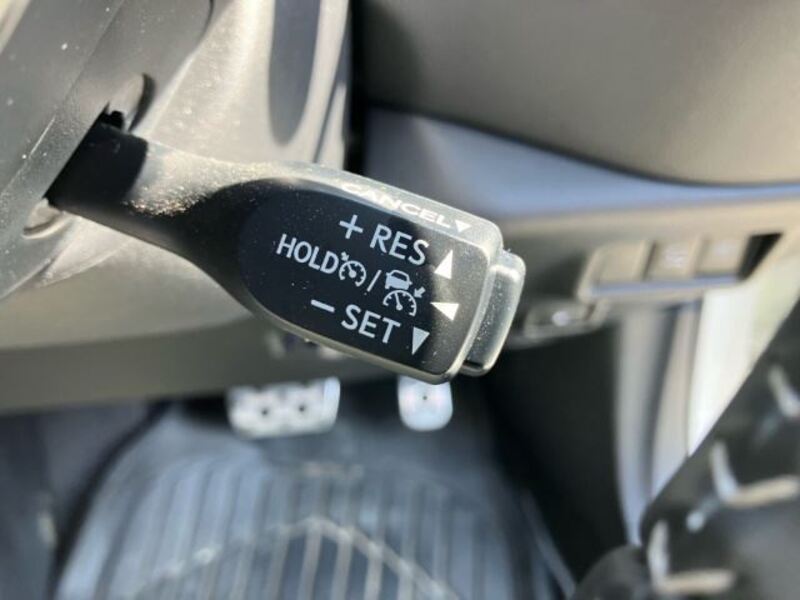 CANCEL
+ RES
HOLD /
− SET